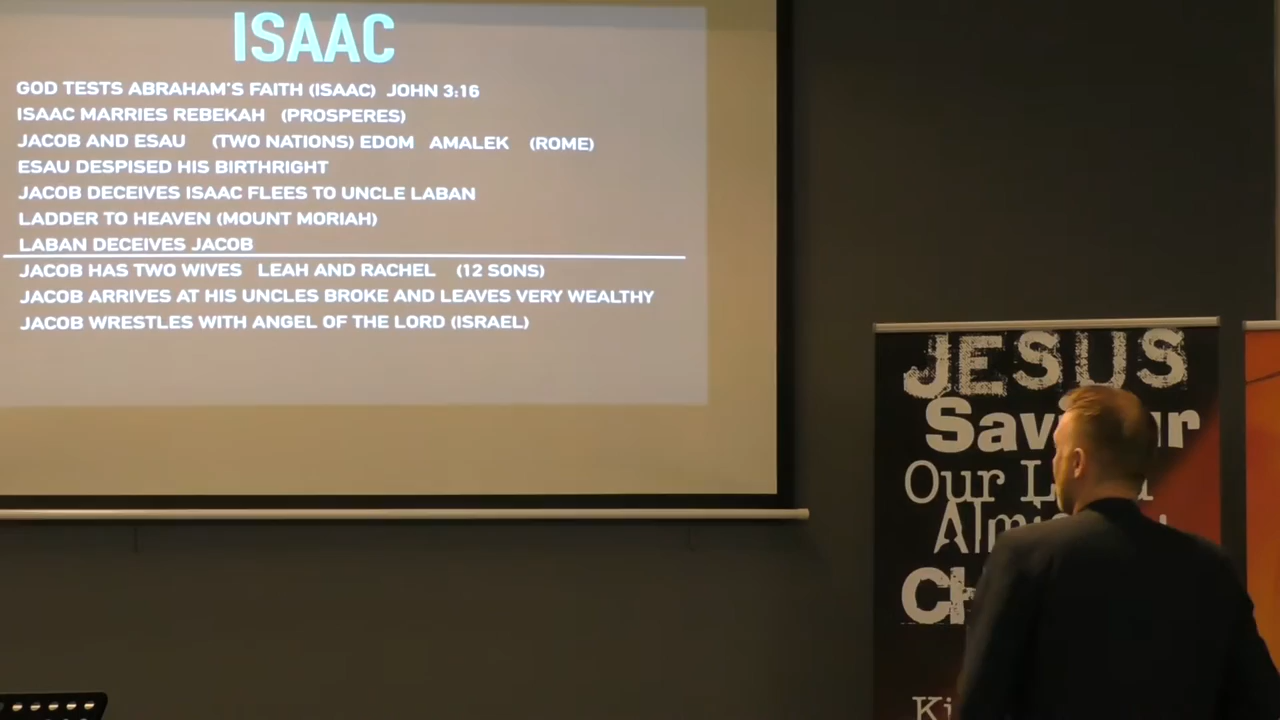 ISAAC
GOD TESTS ABRAHAM'S FAITH (ISAAC) JOHN 3:16
ISAAC MARRIES REBEKAH (PROSPERES)
JACOB AND ESAU (TWO NATIONS) EDOM AMALEK (ROME)
ESAU DESPISED HIS BIRTHRIGHT
JACOB DECEIVES ISAAC FLEES TO UNCLE LABAN
LADDER TO HEAVEN (MOUNT MORIAH)
LABAN DECEIVES JACOB
JACOB HAS TWO WIVES LEAH AND RACHEL (12 SONS)
JACOB ARRIVES AT HIS UNCLES BROKE AND LEAVES VERY WEALTHY
JACOB WRESTLES WITH ANGEL OF THE LORD (ISRAEL)
JESUS
Our